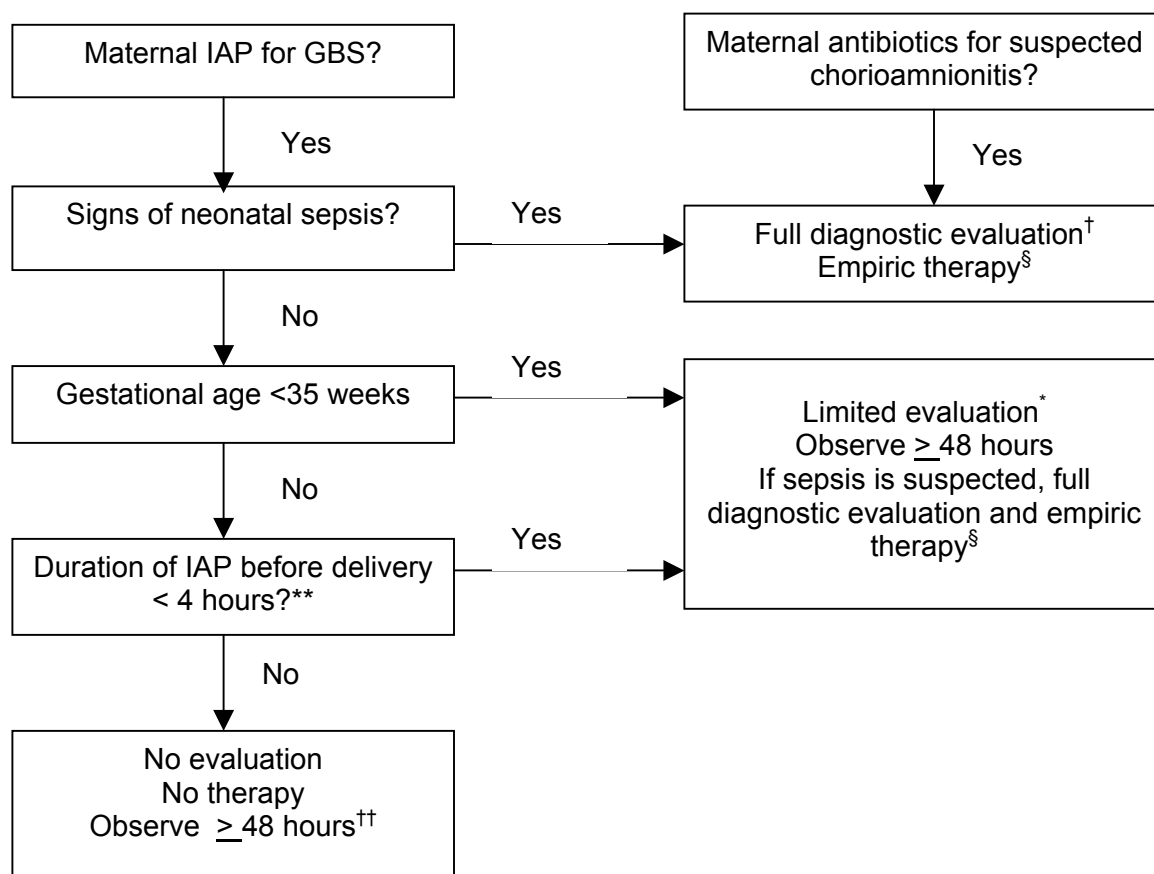 Maternal IAP for GBS?
Maternal antibiotics for suspected
chorioamnionitis?
Yes
Yes
Signs of neonatal sepsis?
Yes
Full diagnostic evaluation†
Empiric therapy§
No
Gestational age <35 weeks
Yes
Limited evaluation*
Observe > 48 hours
If sepsis is suspected, full
diagnostic evaluation and empiric
therapy§
No
Duration of IAP before delivery
< 4 hours?**
Yes
No
No evaluation
No therapy
Observe > 48 hours††